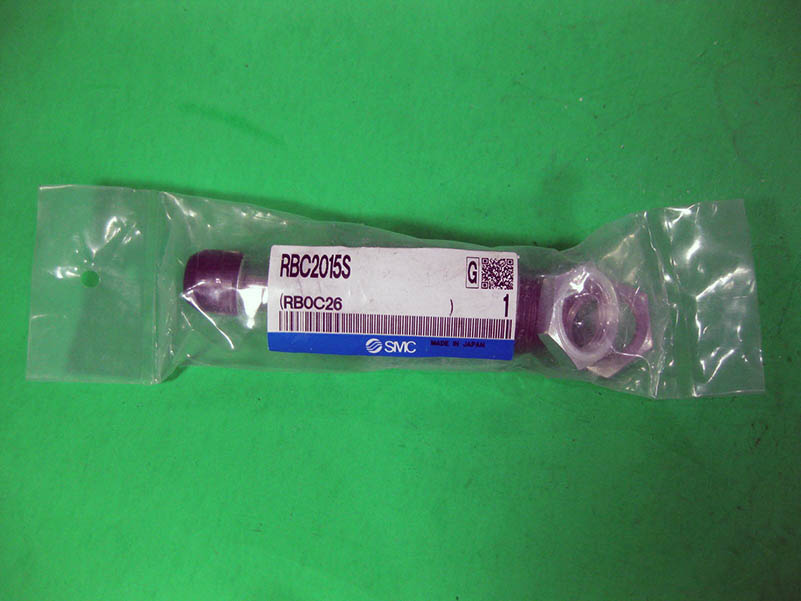 RBC2015S G
(RB0C26 ) 1
SMC MADE IN JAPAN